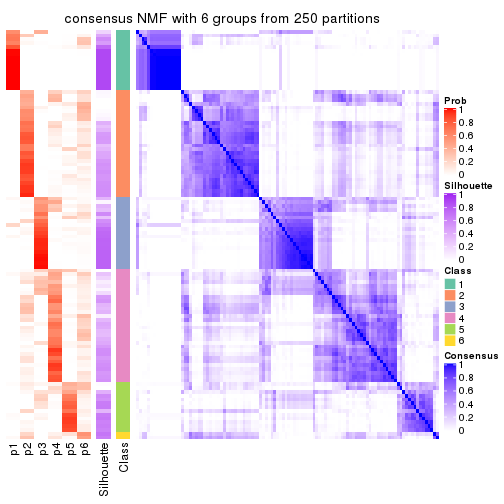 consensus NMF with 6 groups from 250 partitions
Prob
1
0.8
0.6
0.4
0.2
0
Silhouette
1
0.8
0.6
0.4
0.2
0
Class
1
2
3
4
5
6
Consensus
1
0.8
0.6
0.4
0.2
0
p1
p2
p3
p4
p5
p6
Silhouette
Class